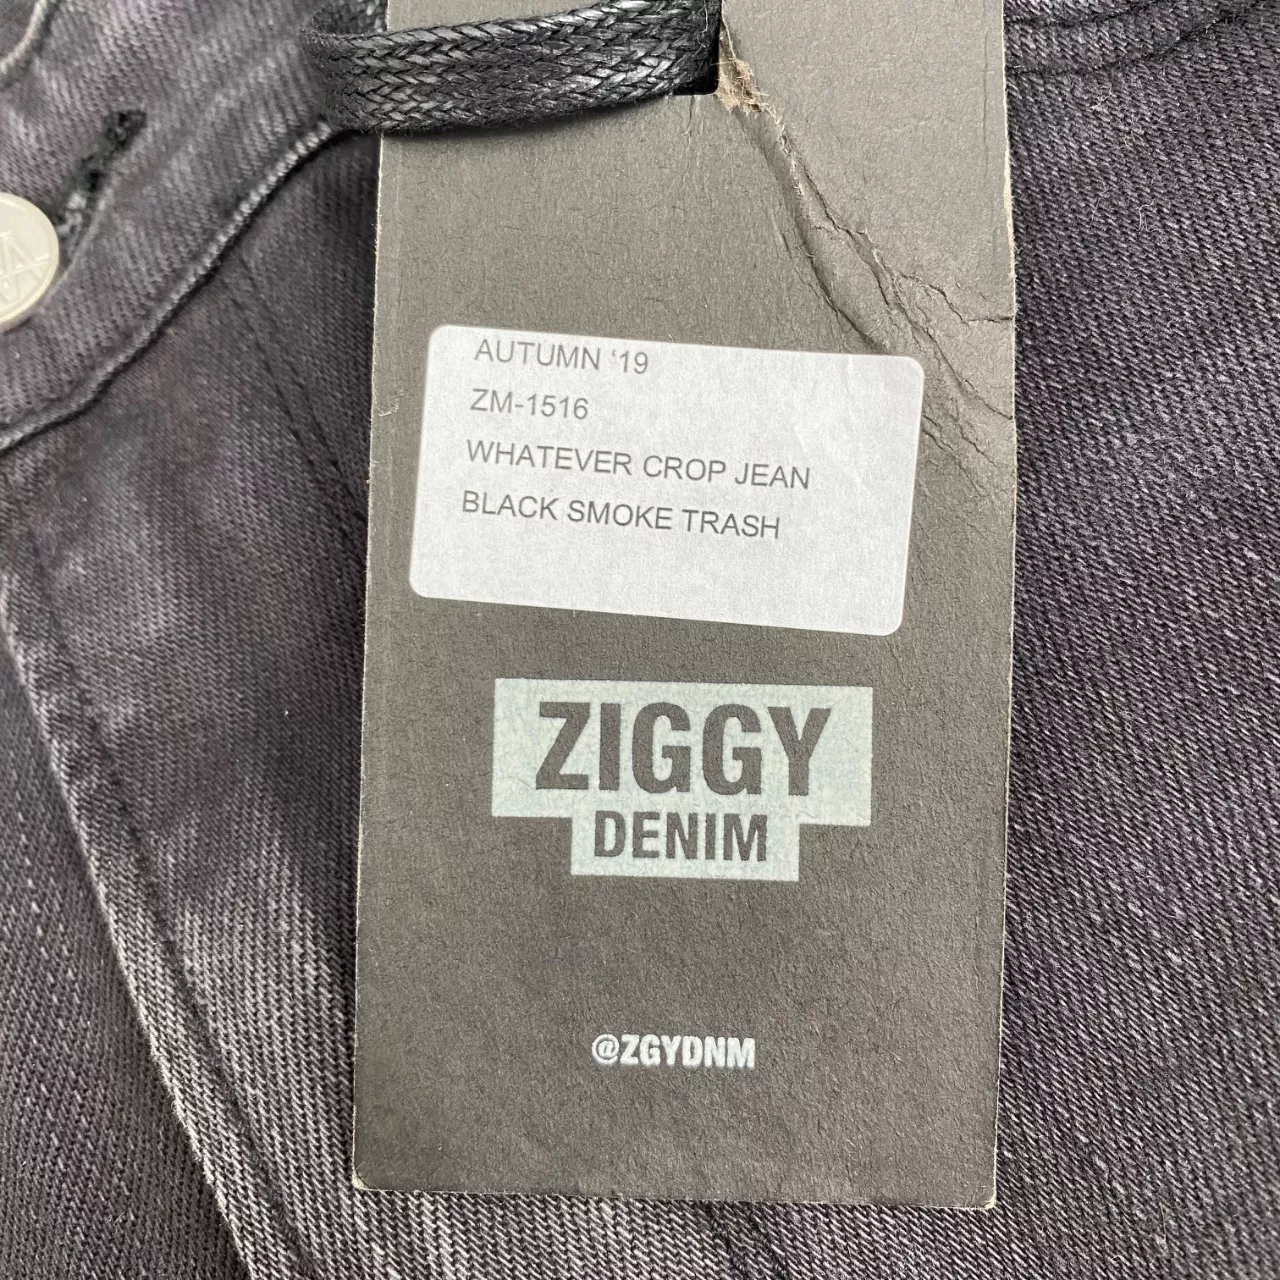 AUTUMN ‘19
ZM-1516
WHATEVER CROP JEAN
BLACK SMOKE TRASH
ZIGGY
DENIM
@ZGYDNM